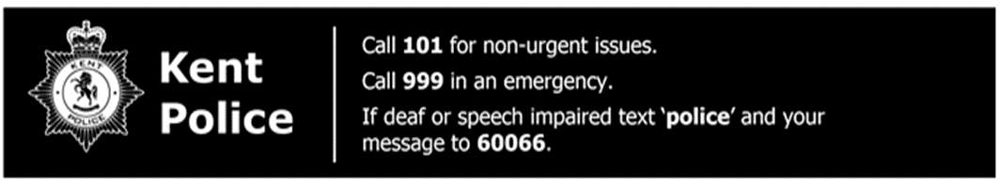 KENT
POLICE
Kent
Police
Call 101 for non-urgent issues.
Call 999 in an emergency.
If deaf or speech impaired text ‘police’ and your
message to 60066.